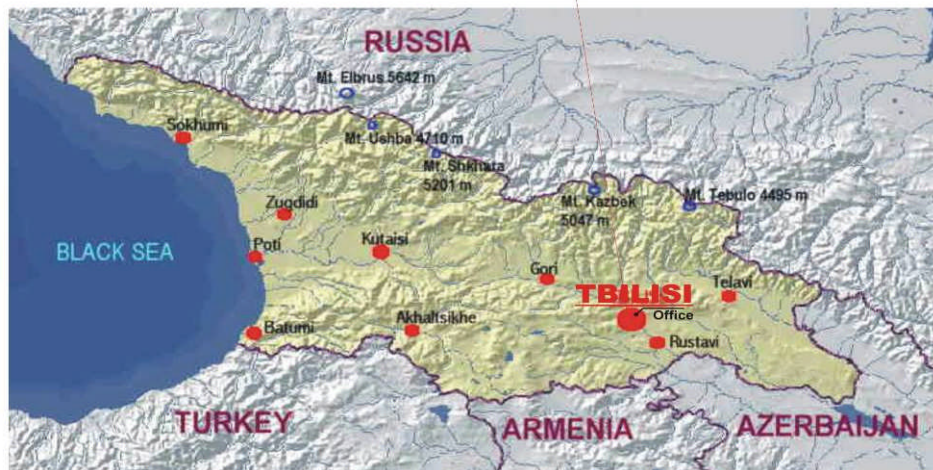 RUSSIA
Mt. Elbrus 5642 m
Sokhumi
Mt. Ushba 4710 m
Mt. Shkhara
5201 m
Mt. Kazbek
5047 m
Mt. Tebulo 4495 m
Zugdidi
BLACK SEA
Poti
Kutaisi
Gori
TBILISI
Office
Telavi
Batumi
Akhaltsikhe
Rustavi
TURKEY
ARMENIA
AZERBAIJAN